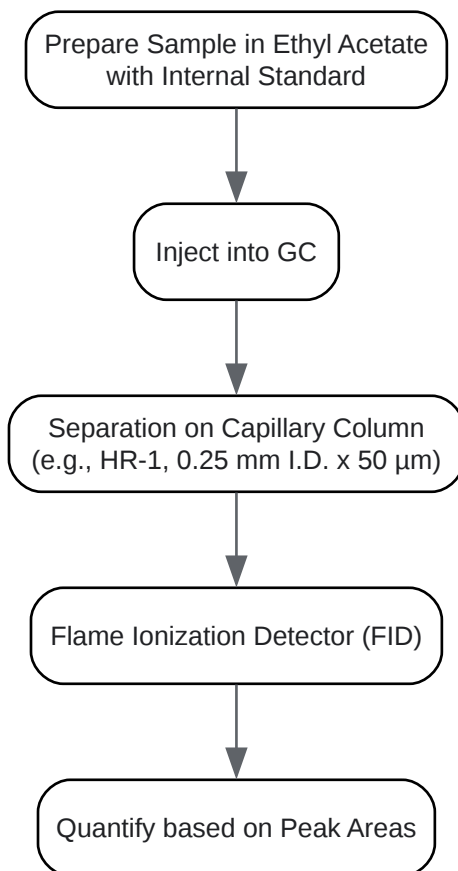 Prepare Sample in Ethyl Acetate
with Internal Standard
Inject into GC
Separation on Capillary Column
(e.g., HR-1, 0.25 mm I.D. x 50 µm)
Flame Ionization Detector (FID)
Quantify based on Peak Areas